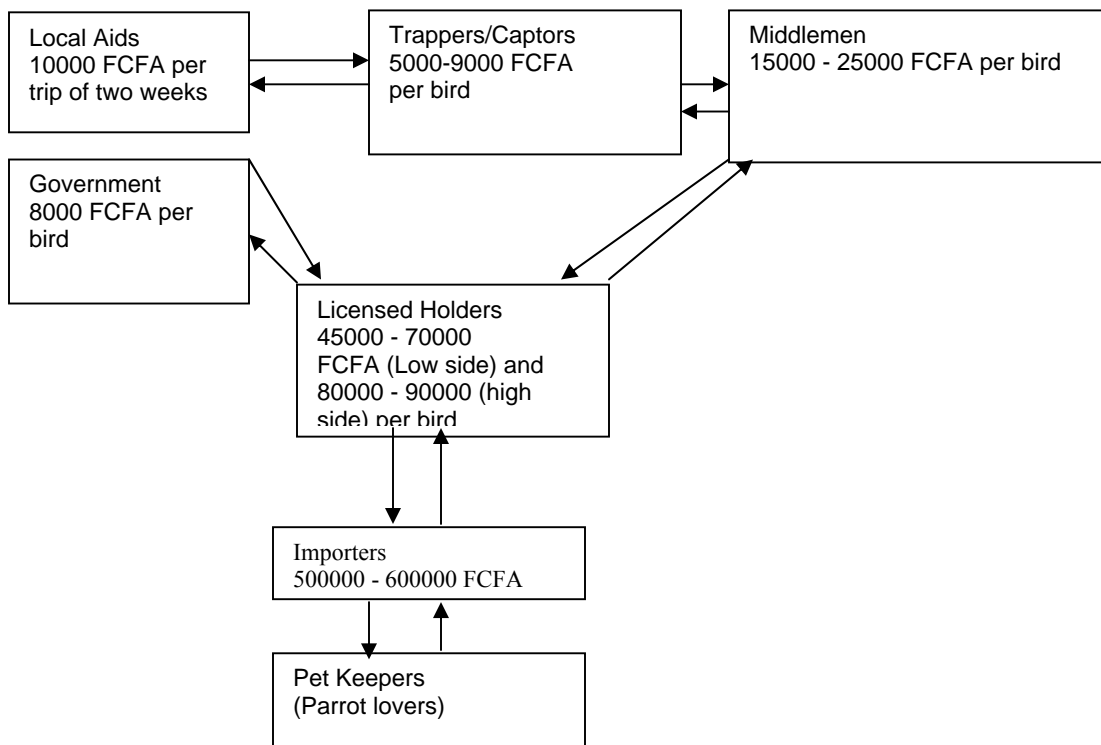 Local Aids
10000 FCFA per
trip of two weeks
Trappers/Captors
5000-9000 FCFA
per bird
Middlemen
15000 - 25000 FCFA per bird
Government
8000 FCFA per
bird
Licensed Holders
45000 - 70000
FCFA (Low side) and
80000 - 90000 (high
side) per bird
Importers
500000 - 600000 FCFA
Pet Keepers
(Parrot lovers)